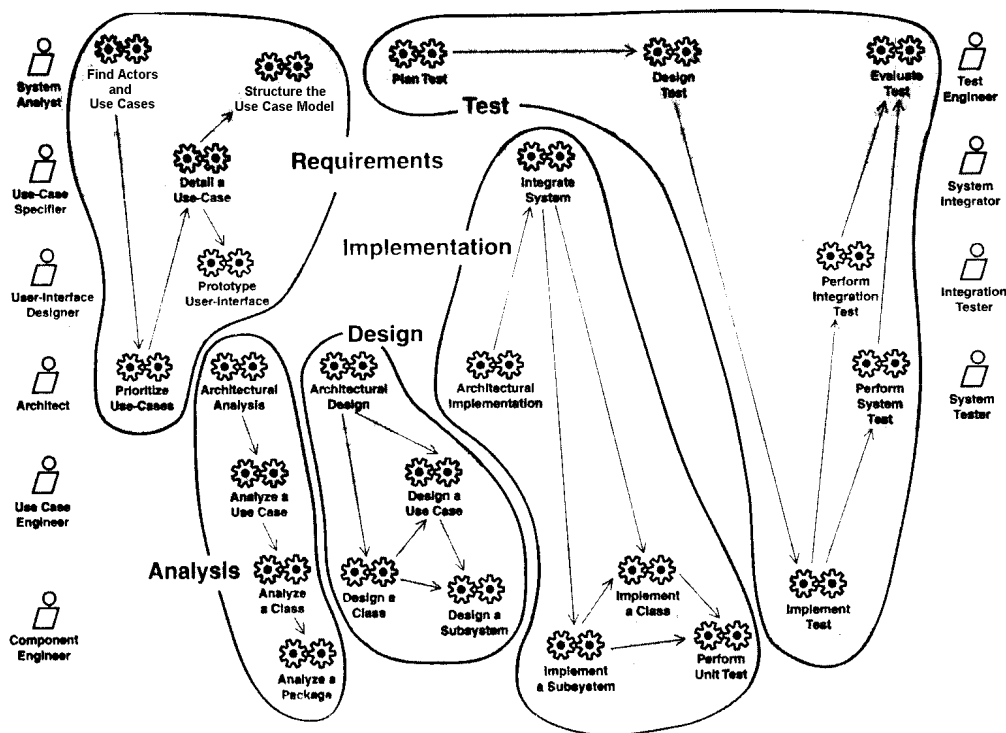 System
Analyst
Find Actors
and
Use Cases
Structure the
Use Case Model
Plan Test
Design
Test
Evaluate
Test
Test
Engineer
Test
Requirements
Use-Case
Specifier
Detail a
Use-Case
Integrate
System
System
Integrator
Implementation
User-Interface
Designer
Prototype
User-interface
Perform
Integration
Test
Integration
Tester
Design
Architect
Prioritize
Use-Cases
Architectural
Analysis
Architectural
Design
Architectural
Implementation
Perform
System
Test
System
Tester
Use Case
Engineer
Analyze a
Use Case
Design a
Use Case
Analysis
Component
Engineer
Analyze
a Class
Design a
Class
Design a
Subsystem
Implement
a Class
Implement
Test
Analyze a
Package
Implement
a Subsystem
Perform
Unit Test